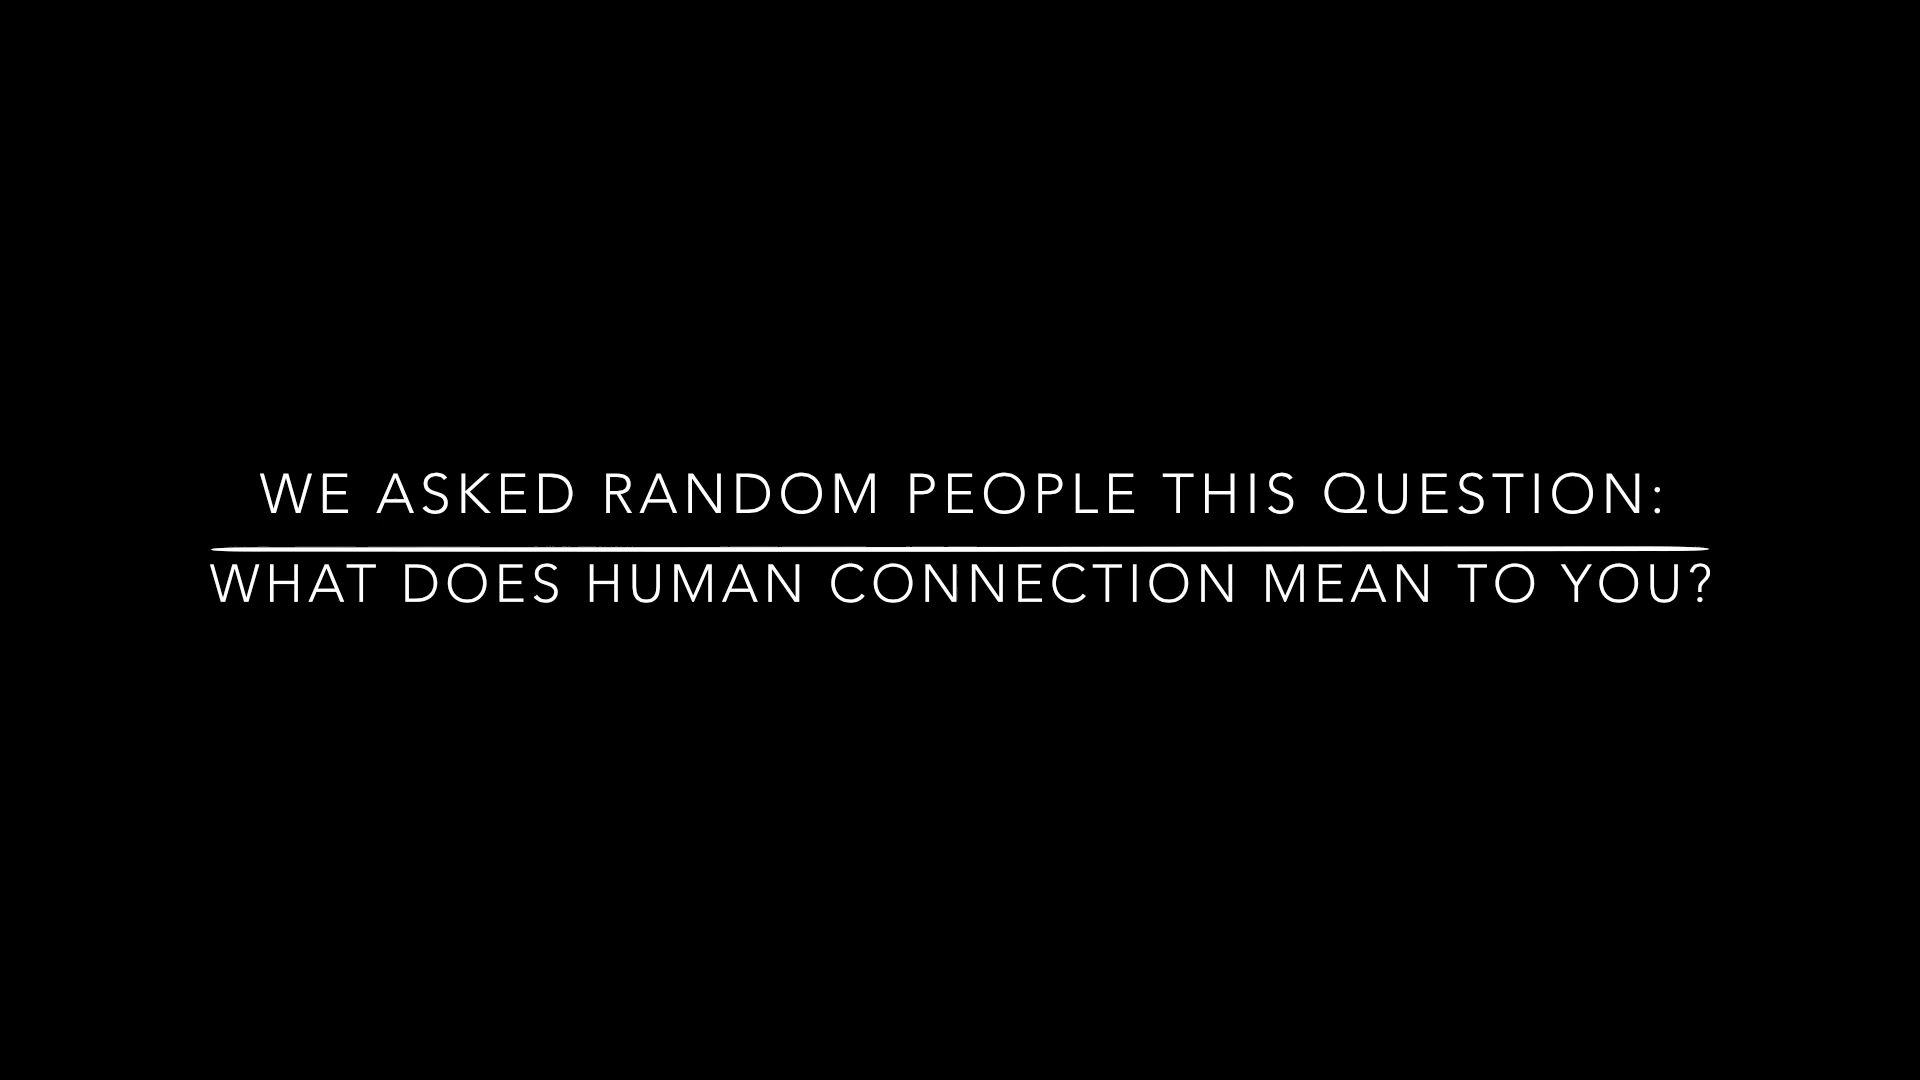 WE ASKED RANDOM PEOPLE THIS QUESTION:
WHAT DOES HUMAN CONNECTION MEAN TO YOU?